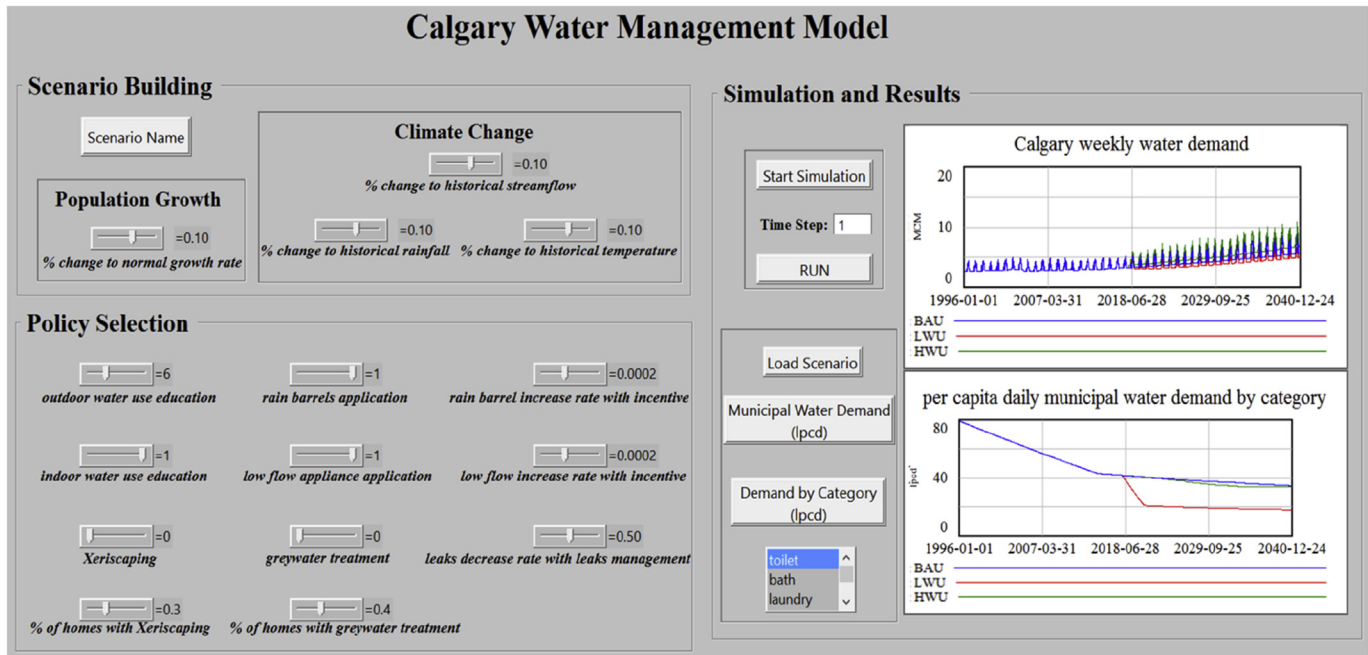 Calgary Water Management Model
Scenario Building
Scenario Name
Population Growth
=0.10
% change to normal growth rate
Climate Change
=0.10
% change to historical streamflow
=0.10
% change to historical rainfall
=0.10
% change to historical temperature
Policy Selection
=6
outdoor water use education
=1
rain barrels application
=0.0002
rain barrel increase rate with incentive
=1
indoor water use education
=1
low flow appliance application
=0.0002
low flow increase rate with incentive
=0
Xeriscaping
=0
greywater treatment
=0.50
leaks decrease rate with leaks management
=0.3
% of homes with Xeriscaping
=0.4
% of homes with greywater treatment
Simulation and Results
Start Simulation
Time Step: 1
RUN
Load Scenario
Municipal Water Demand
(lpcd)
Demand by Category
(lpcd)
toilet
bath
laundry
Calgary weekly water demand
20
10
0
MCM
1996-01-01 2007-03-31 2018-06-28 2029-09-25 2040-12-24
BAU
LWU
HWU
per capita daily municipal water demand by category
80
40
0
lpcd
1996-01-01 2007-03-31 2018-06-28 2029-09-25 2040-12-24
BAU
LWU
HWU